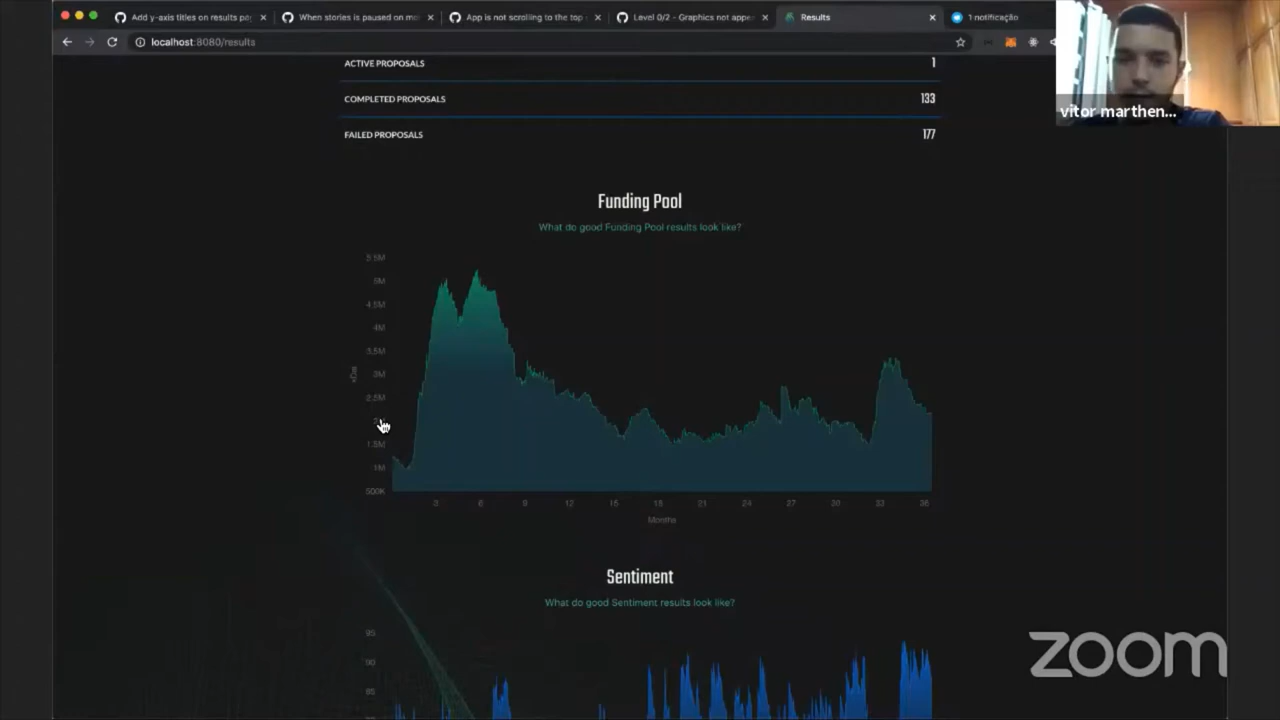 Add y-axis titles on results pa
When stories is paused on mo
App is not scrolling to the top
Level 0/2 - Graphics not appe
Results
1 notificação
localhost:8080/results
vitor marthen...
ACTIVE PROPOSALS 1
COMPLETED PROPOSALS 133
FAILED PROPOSALS 177
Funding Pool
What do good Funding Pool results look like?
5.5M
5M
4.5M
4M
3.5M
3M
2.5M
1.5M
1M
500K
3 6 9 12 15 18 21 24 27 30 33 36
Months
Sentiment
What do good Sentiment results look like?
95
90
85
zoom